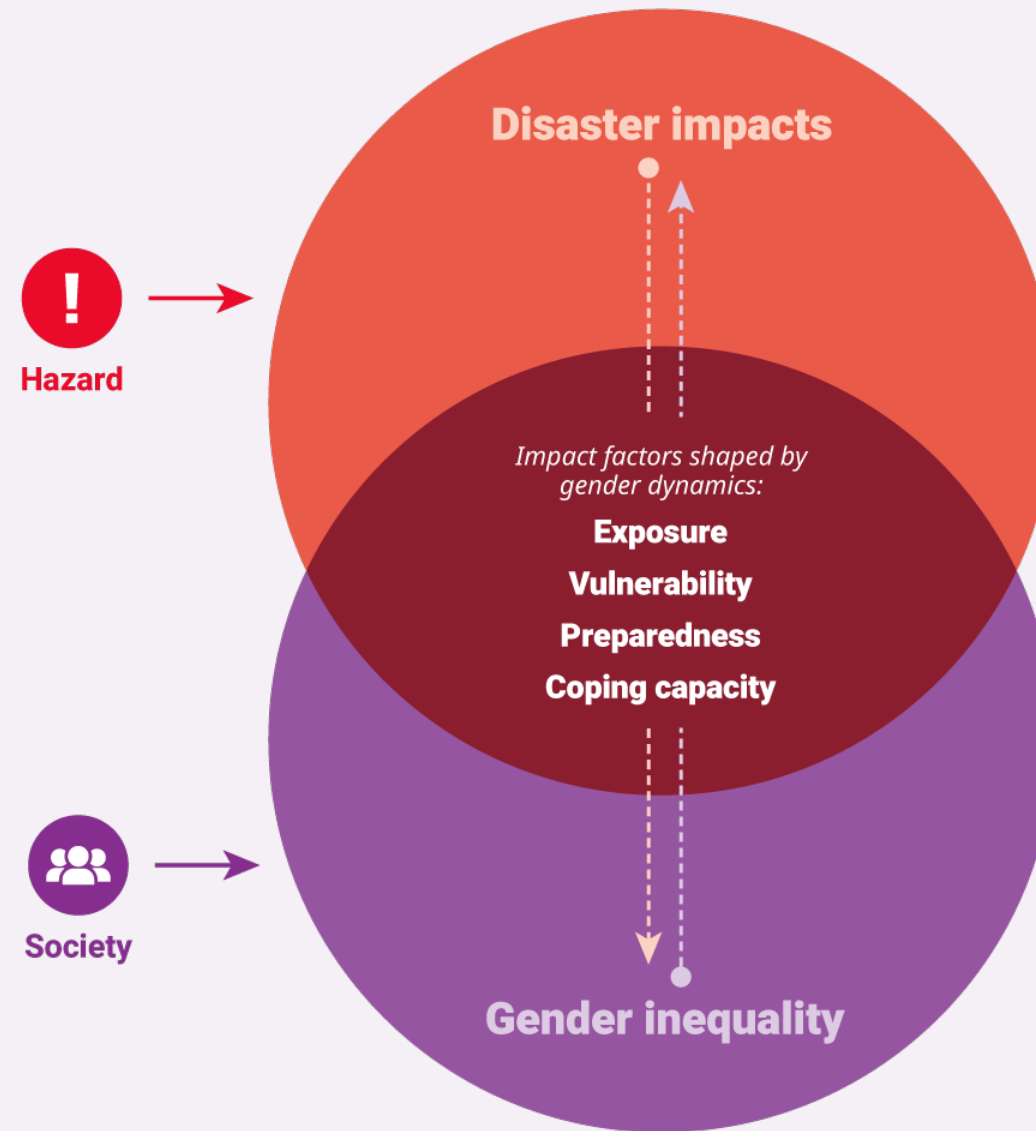 Disaster impacts
!
Hazard
Impact factors shaped by
gender dynamics:
Exposure
Vulnerability
Preparedness
Coping capacity
Society
Gender inequality